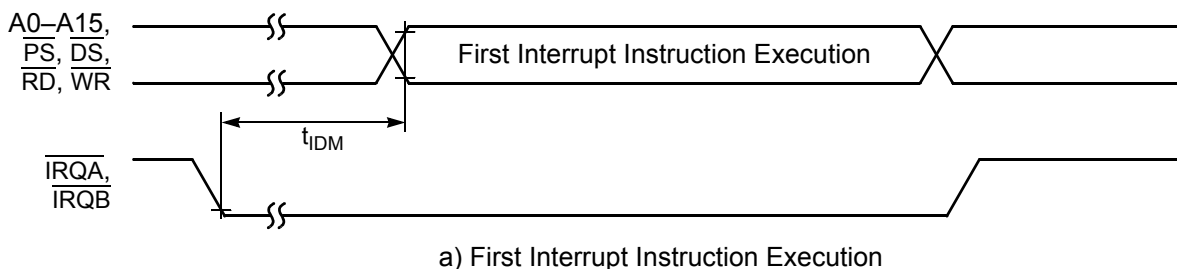 A0–A15,
PS, DS,
RD, WR
First Interrupt Instruction Execution
tIDM
IRQA,
IRQB
a) First Interrupt Instruction Execution